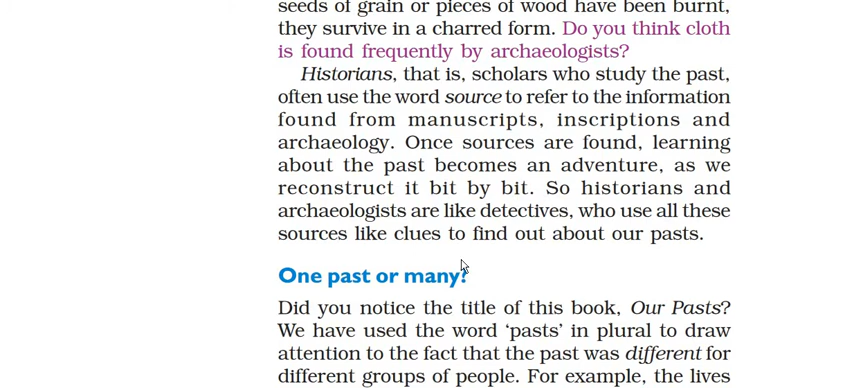 seeds of grain or pieces of wood have been burnt,
they survive in a charred form. Do you think cloth
is found frequently by archaeologists?
Historians, that is, scholars who study the past,
often use the word source to refer to the information
found from manuscripts, inscriptions and
archaeology. Once sources are found, learning
about the past becomes an adventure, as we
reconstruct it bit by bit. So historians and
archaeologists are like detectives, who use all these
sources like clues to find out about our pasts.
One past or many?
Did you notice the title of this book, Our Pasts?
We have used the word ‘pasts’ in plural to draw
attention to the fact that the past was different for
different groups of people. For example, the lives